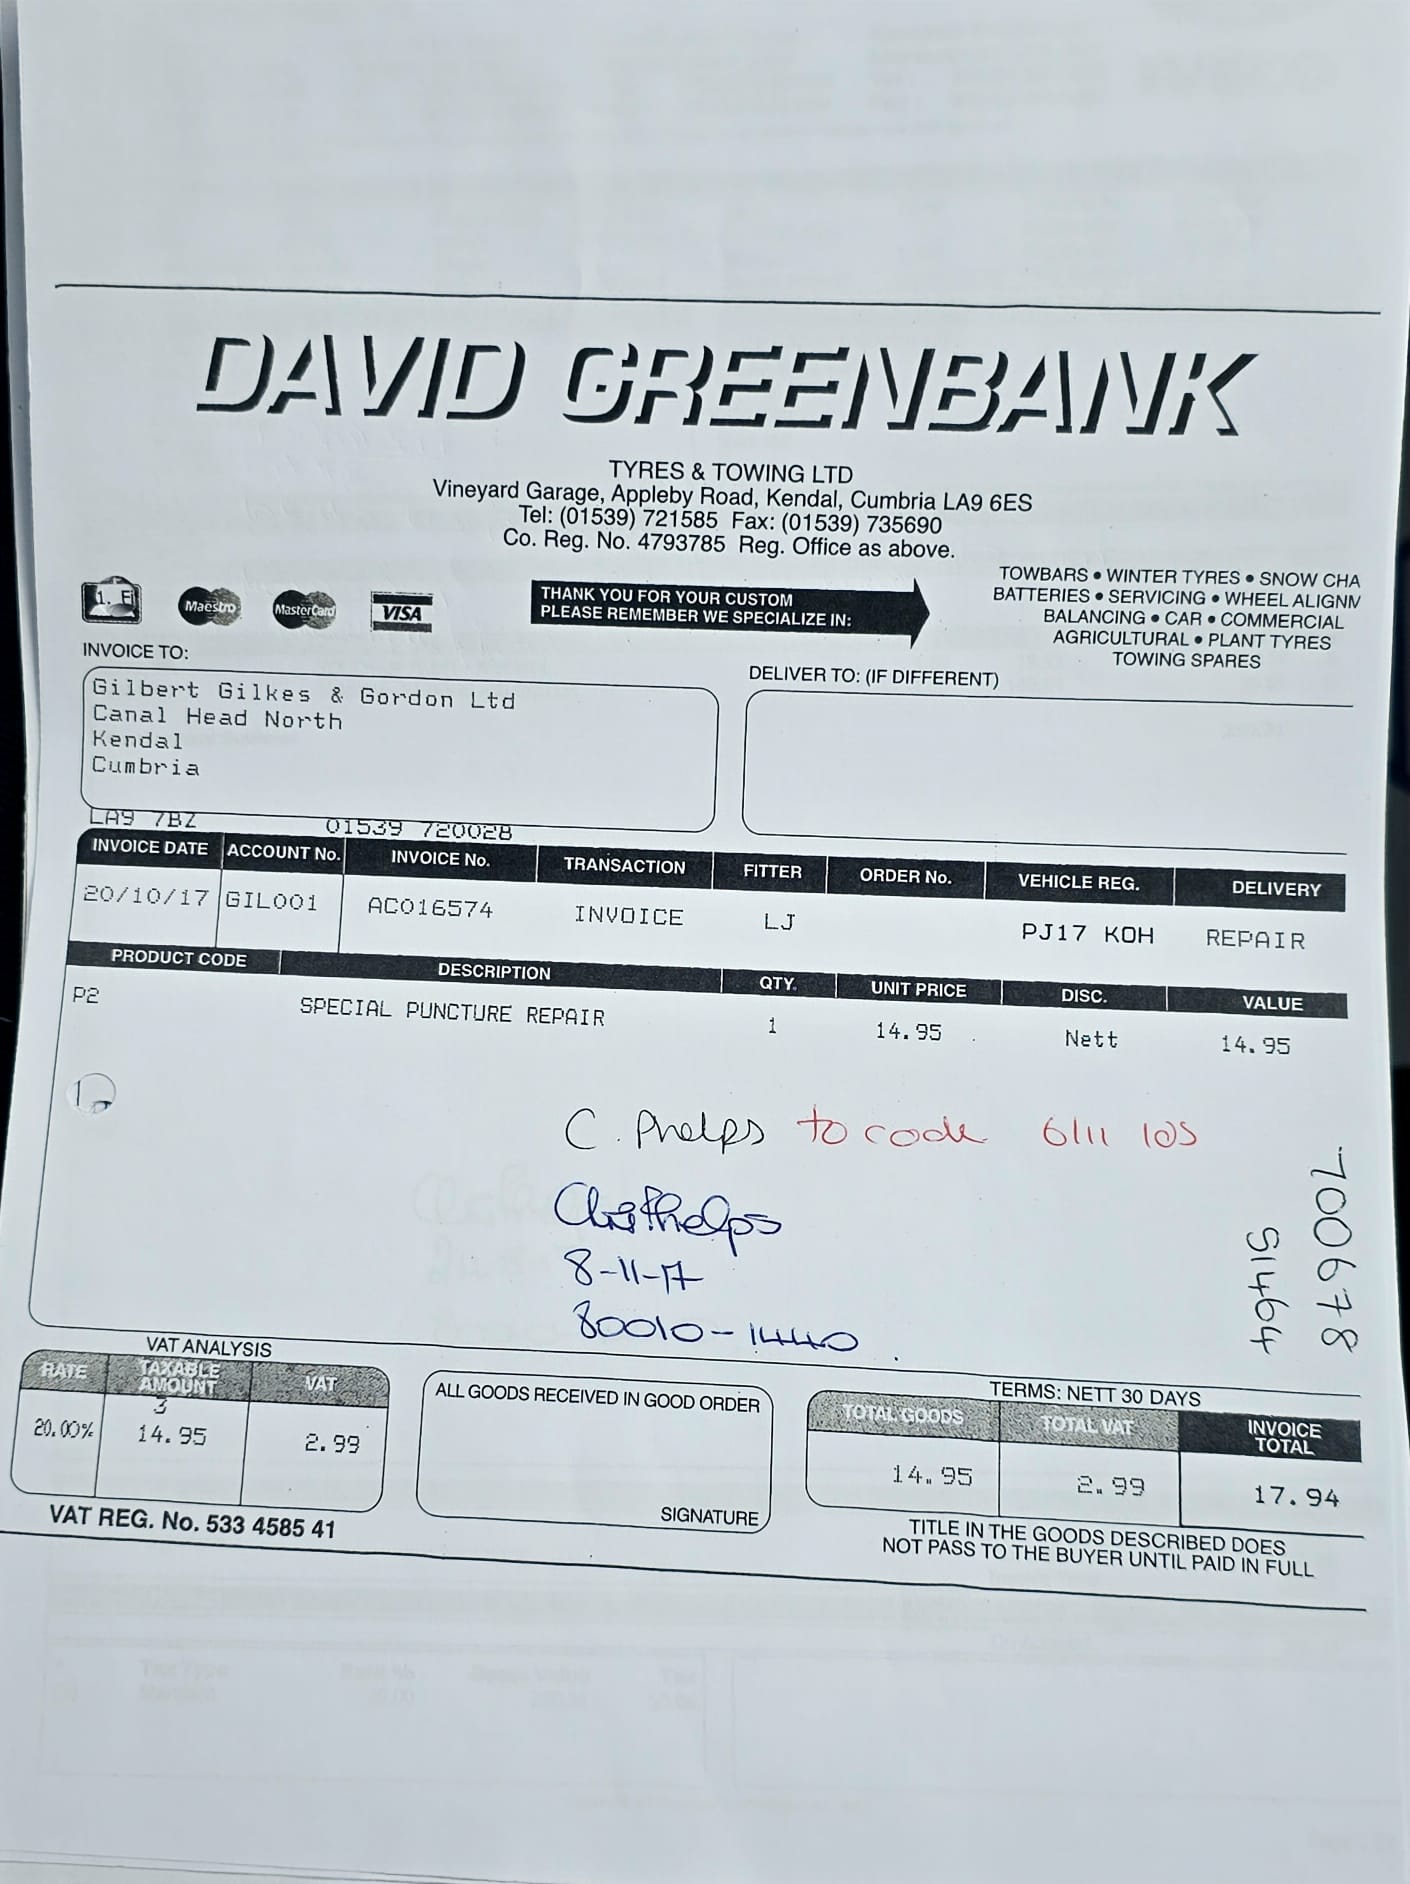 DAVID GREENBANK
TYRES & TOWING LTD
Vineyard Garage, Appleby Road, Kendal, Cumbria LA9 6ES
Tel: (01539) 721585 Fax: (01539) 735690
Co. Reg. No. 4793785 Reg. Office as above.
Maestro MasterCard VISA
THANK YOU FOR YOUR CUSTOM
PLEASE REMEMBER WE SPECIALIZE IN:
TOWBARS • WINTER TYRES • SNOW CHA
BATTERIES • SERVICING • WHEEL ALIGNM
BALANCING • CAR • COMMERCIAL
AGRICULTURAL • PLANT TYRES
TOWING SPARES
INVOICE TO:
Gilbert Gilkes & Gordon Ltd
Canal Head North
Kendal
Cumbria
LA9 7BZ 01539 720028
DELIVER TO: (IF DIFFERENT)
INVOICE DATE ACCOUNT No. INVOICE No. TRANSACTION FITTER ORDER No. VEHICLE REG. DELIVERY
20/10/17 GIL001 AC016574 INVOICE LJ PJ17 KOH REPAIR
PRODUCT CODE DESCRIPTION QTY. UNIT PRICE DISC. VALUE
P2 SPECIAL PUNCTURE REPAIR 1 14.95 Nett 14.95
C. Phelps to code 6/11
8-11-17
80010-1440
700678
51464
VAT ANALYSIS
RATE TAXABLE AMOUNT VAT
3
20.00% 14.95 2.99
VAT REG. No. 533 4585 41
ALL GOODS RECEIVED IN GOOD ORDER
SIGNATURE
TERMS: NETT 30 DAYS
TOTAL GOODS TOTAL VAT INVOICE TOTAL
14.95 2.99 17.94
TITLE IN THE GOODS DESCRIBED DOES
NOT PASS TO THE BUYER UNTIL PAID IN FULL